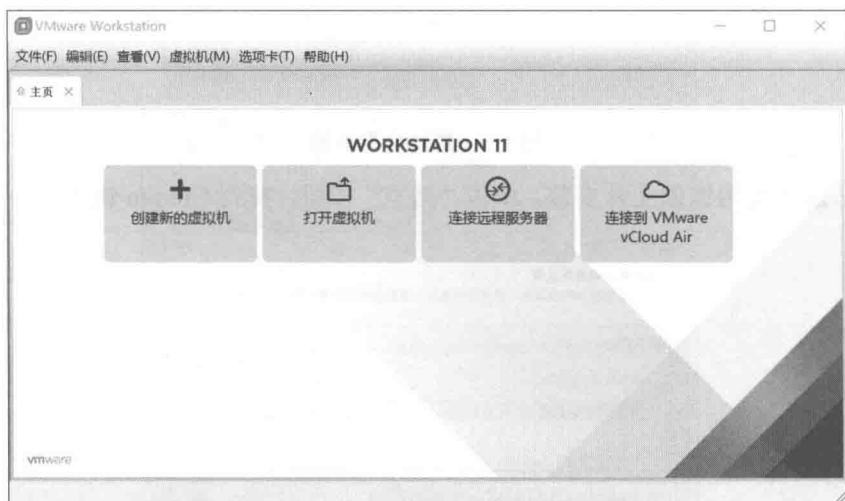 VMware Workstation
文件(F) 编辑(E) 查看(V) 虚拟机(M) 选项卡(T) 帮助(H)
主页
WORKSTATION 11
创建新的虚拟机
打开虚拟机
连接远程服务器
连接到 VMware
vCloud Air
vmware